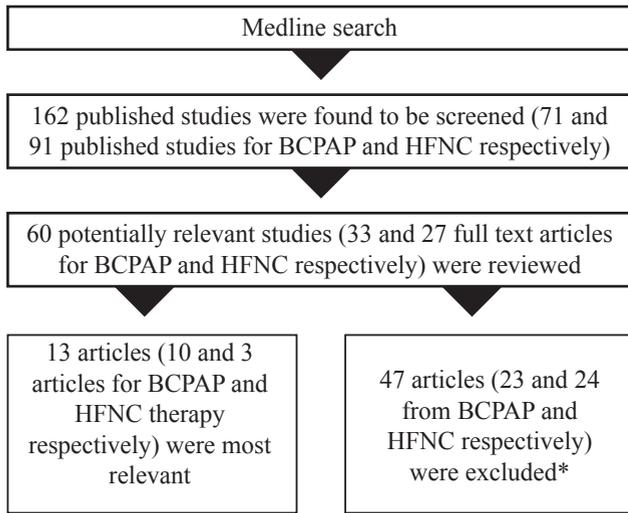 Medline search
162 published studies were found to be screened (71 and
91 published studies for BCPAP and HFNC respectively)
60 potentially relevant studies (33 and 27 full text articles
for BCPAP and HFNC respectively) were reviewed
13 articles (10 and 3
articles for BCPAP and
HFNC therapy
respectively) were most
relevant
47 articles (23 and 24
from BCPAP and
HFNC respectively)
were excluded*